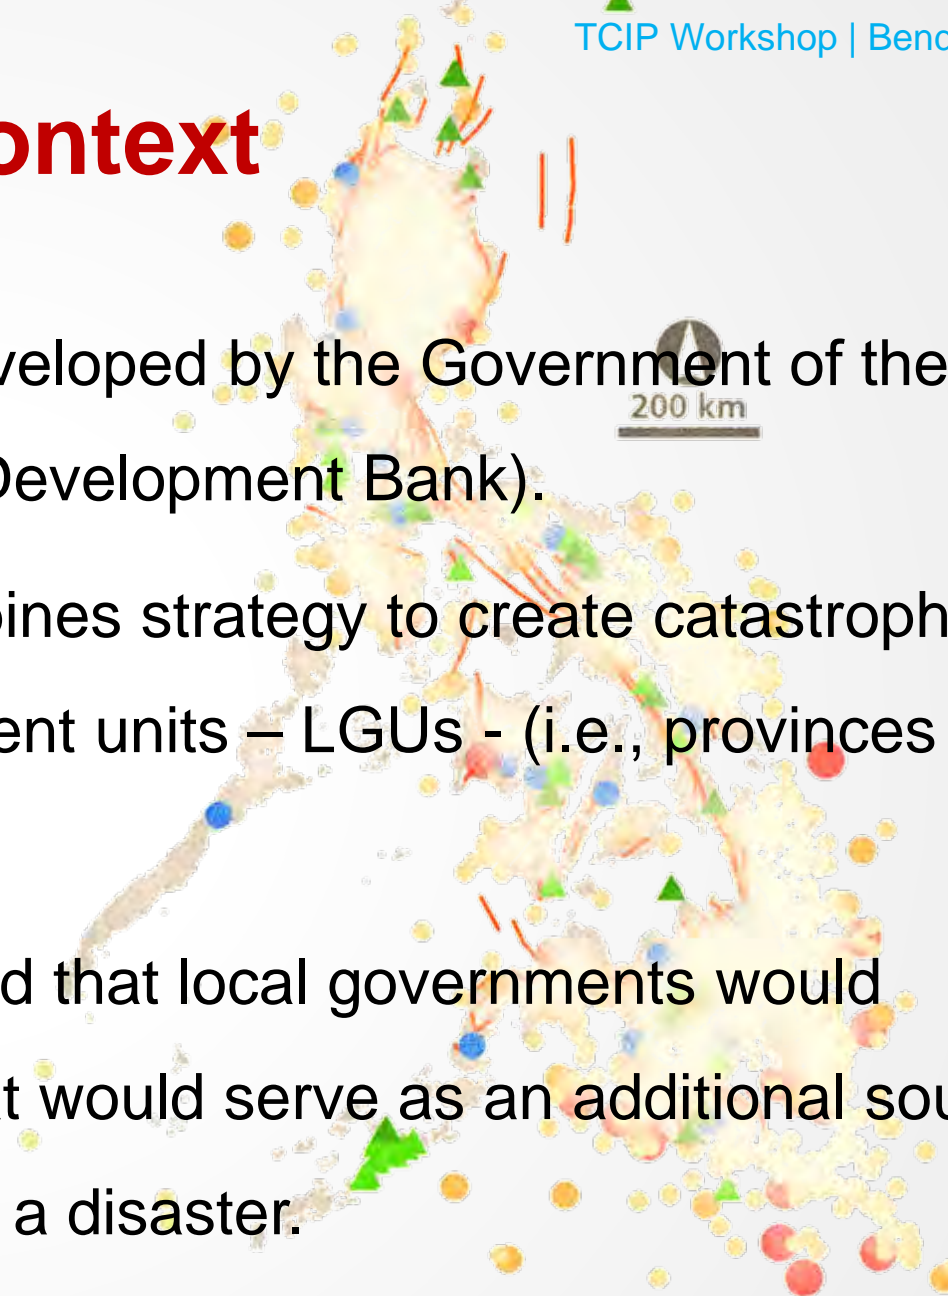 TCIP Workshop | Bend
ontext
veloped by the Government of the
200 km
Development Bank).
pines strategy to create catastroph
ent units – LGUs - (i.e., provinces
d that local governments would
t would serve as an additional sou
a disaster.